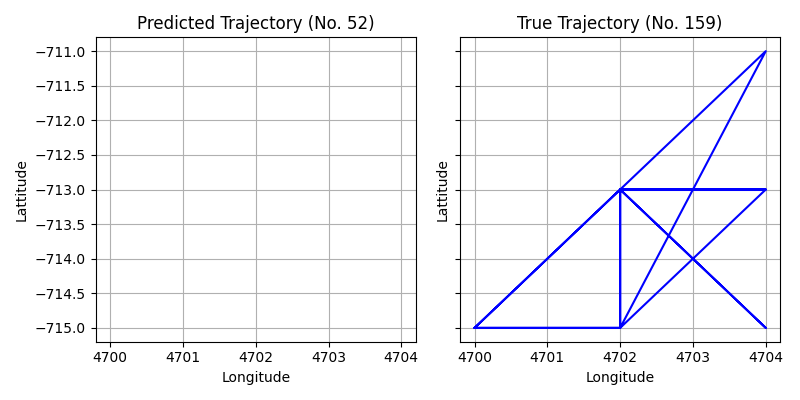 Predicted Trajectory (No. 52)
True Trajectory (No. 159)
Lattitude
−711.0
−711.5
−712.0
−712.5
−713.0
−713.5
−714.0
−714.5
−715.0
4700 4701 4702 4703 4704
Longitude
Lattitude
4700 4701 4702 4703 4704
Longitude